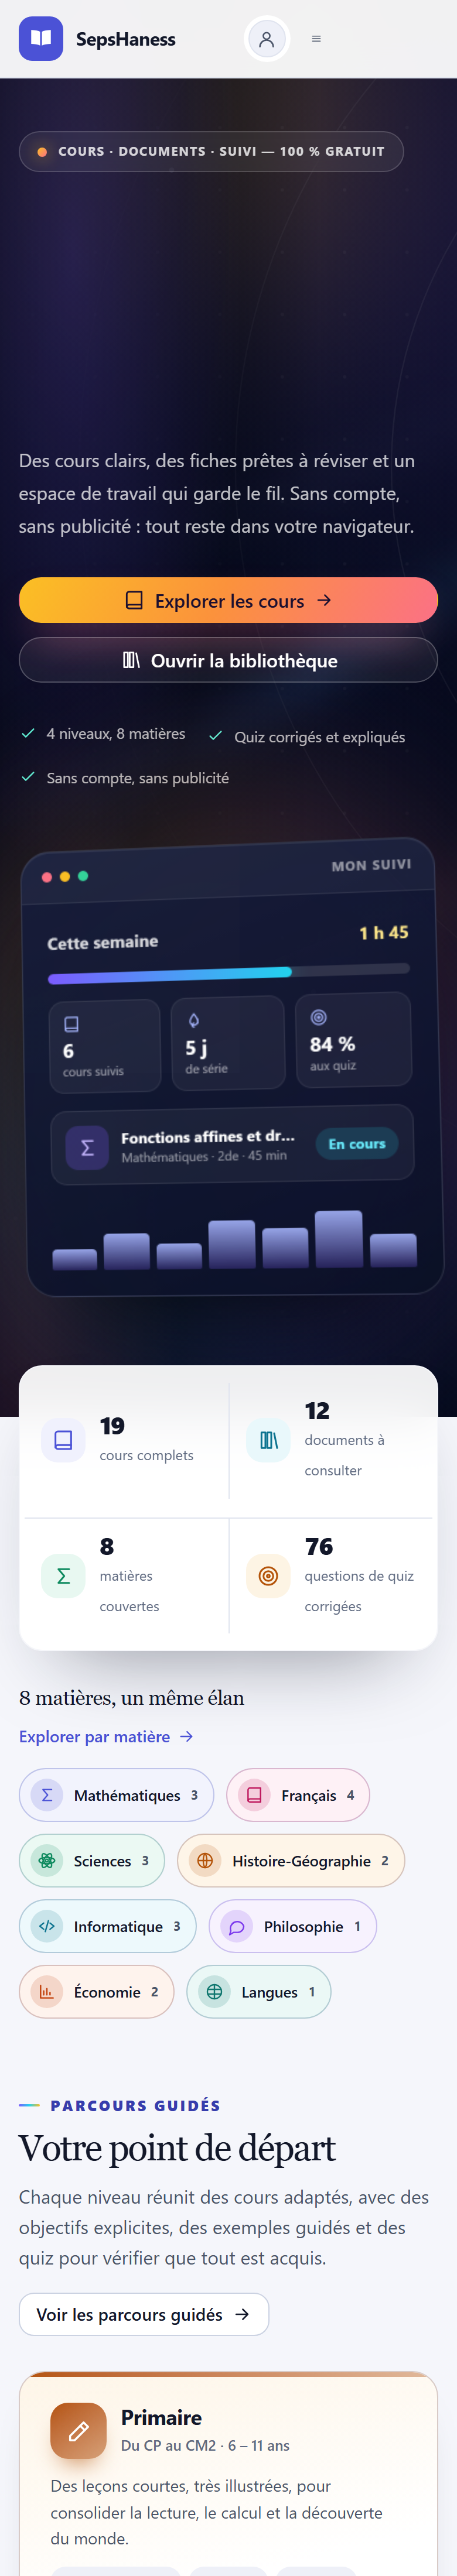 SepsHaness
COURS · DOCUMENTS · SUIVI — 100 % GRATUIT
Des cours clairs, des fiches prêtes à réviser et un
espace de travail qui garde le fil. Sans compte,
sans publicité : tout reste dans votre navigateur.
Explorer les cours →
Ouvrir la bibliothèque
4 niveaux, 8 matières
Quiz corrigés et expliqués
Sans compte, sans publicité
MON SUIVI
Cette semaine
1 h 45
6
cours suivis
5 j
de série
84 %
aux quiz
Σ
Fonctions affines et dr...
Mathématiques · 2de · 45 min
En cours
19
cours complets
12
documents à
consulter
Σ
8
matières
couvertes
76
questions de quiz
corrigées
8 matières, un même élan
Explorer par matière →
Σ Mathématiques 3
Français 4
Sciences 3
Histoire-Géographie 2
</> Informatique 3
Philosophie 1
Économie 2
Langues 1
PARCOURS GUIDÉS
Votre point de départ
Chaque niveau réunit des cours adaptés, avec des
objectifs explicites, des exemples guidés et des
quiz pour vérifier que tout est acquis.
Voir les parcours guidés →
Primaire
Du CP au CM2 · 6 – 11 ans
Des leçons courtes, très illustrées, pour
consolider la lecture, le calcul et la découverte
du monde.